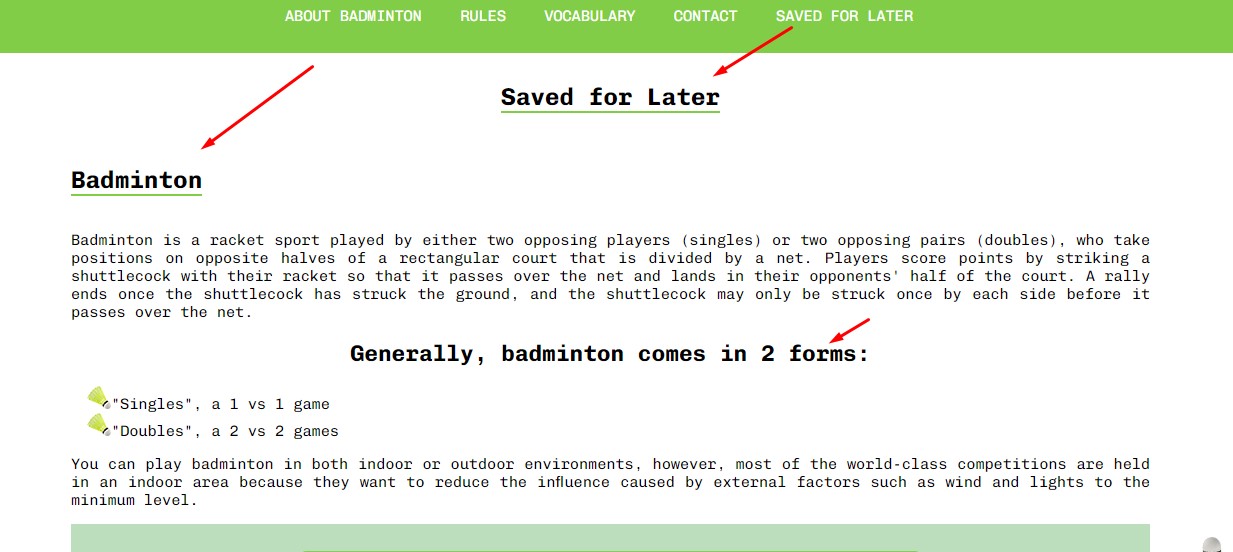 ABOUT BADMINTON RULES VOCABULARY CONTACT SAVED FOR LATER
Saved for Later
Badminton
Badminton is a racket sport played by either two opposing players (singles) or two opposing pairs (doubles), who take
positions on opposite halves of a rectangular court that is divided by a net. Players score points by striking a
shuttlecock with their racket so that it passes over the net and lands in their opponents' half of the court. A rally
ends once the shuttlecock has struck the ground, and the shuttlecock may only be struck once by each side before it
passes over the net.
Generally, badminton comes in 2 forms:
"Singles", a 1 vs 1 game
"Doubles", a 2 vs 2 games
You can play badminton in both indoor or outdoor environments, however, most of the world-class competitions are held
in an indoor area because they want to reduce the influence caused by external factors such as wind and lights to the
minimum level.